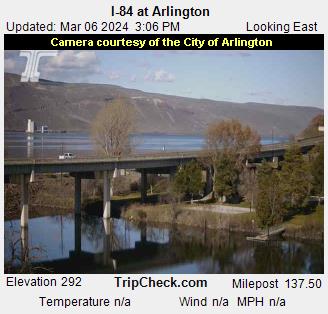 I-84 at Arlington
Updated: Mar 06 2024 3:06 PM Looking East
Camera courtesy of the City of Arlington
Elevation 292 TripCheck.com Milepost 137.50
Temperature n/a Wind n/a MPH n/a